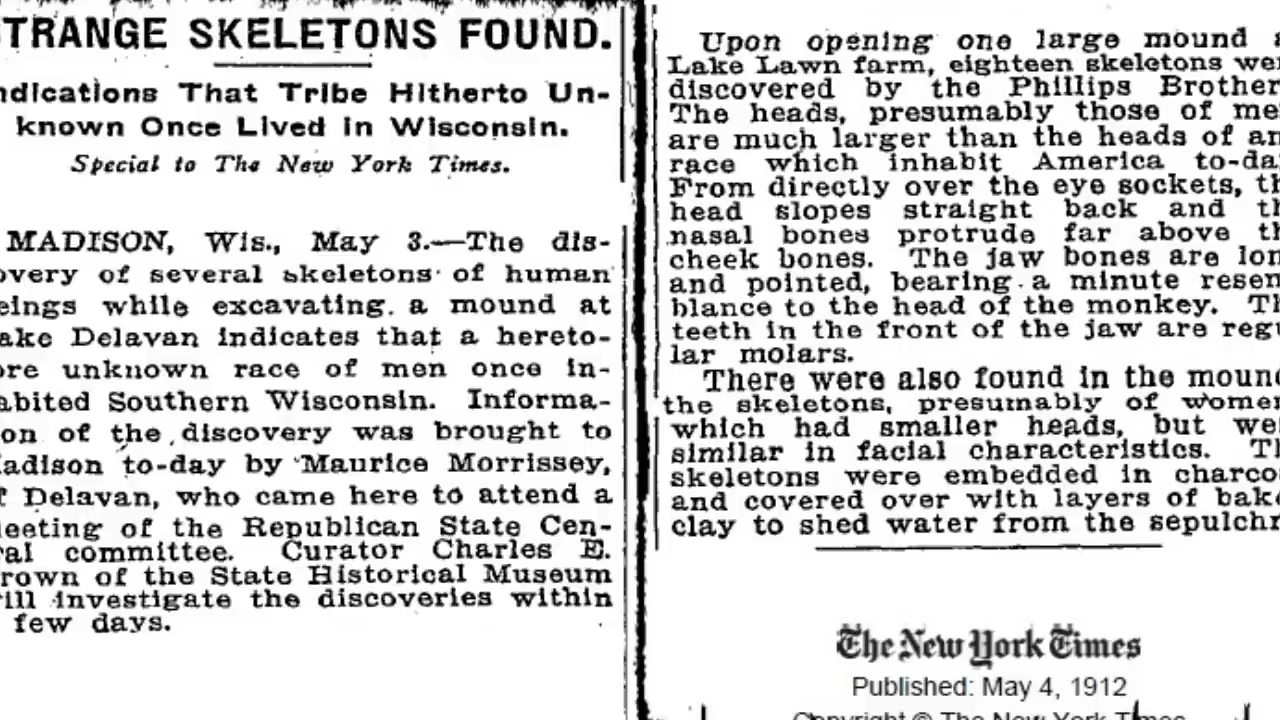 TRANGE SKELETONS FOUND.
ndications That Tribe Hitherto Un-
known Once Lived in Wisconsin.
Special to The New York Times.
MADISON, Wis., May 3.—The dis-
overy of several skeletons of human
eings while excavating a mound at
ake Delavan indicates that a hereto-
ore unknown race of men once in-
abited Southern Wisconsin. Informa-
on of the discovery was brought to
adison to-day by Maurice Morrissey,
f Delavan, who came here to attend a
eeting of the Republican State Cen-
ral committee. Curator Charles E.
rown of the State Historical Museum
ill investigate the discoveries within
few days.
Upon opening one large mound a
Lake Lawn farm, eighteen skeletons wer
discovered by the Phillips Brother
The heads, presumably those of me
are much larger than the heads of an
race which inhabit America to-da
From directly over the eye sockets, th
head slopes straight back and th
nasal bones protrude far above th
cheek bones. The jaw bones are lon
and pointed, bearing a minute resem
blance to the head of the monkey. Th
teeth in the front of the jaw are regu
lar molars.
There were also found in the mound
the skeletons, presumably of women
which had smaller heads, but wer
similar in facial characteristics. Th
skeletons were embedded in charco
and covered over with layers of bake
clay to shed water from the sepulchr
The New York Times
Published: May 4, 1912
Copyright © The New York Times